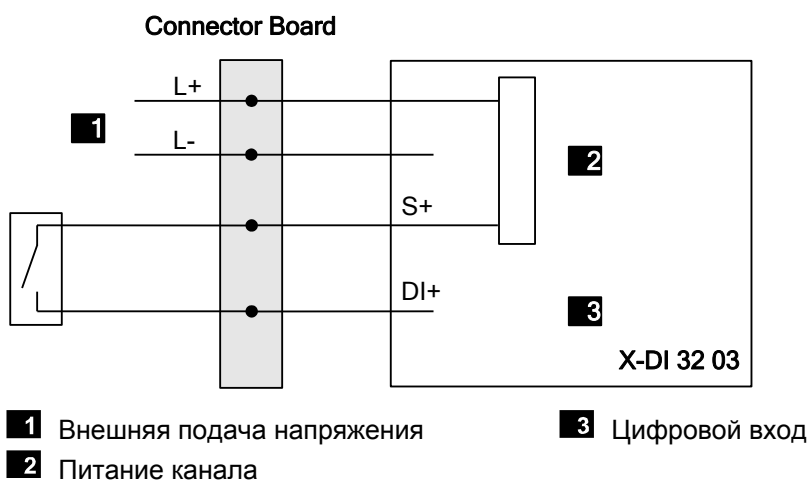 Connector Board
L+
1
L-
2
S+
DI+
3
X-DI 32 03
1 Внешняя подача напряжения
3 Цифровой вход
2 Питание канала